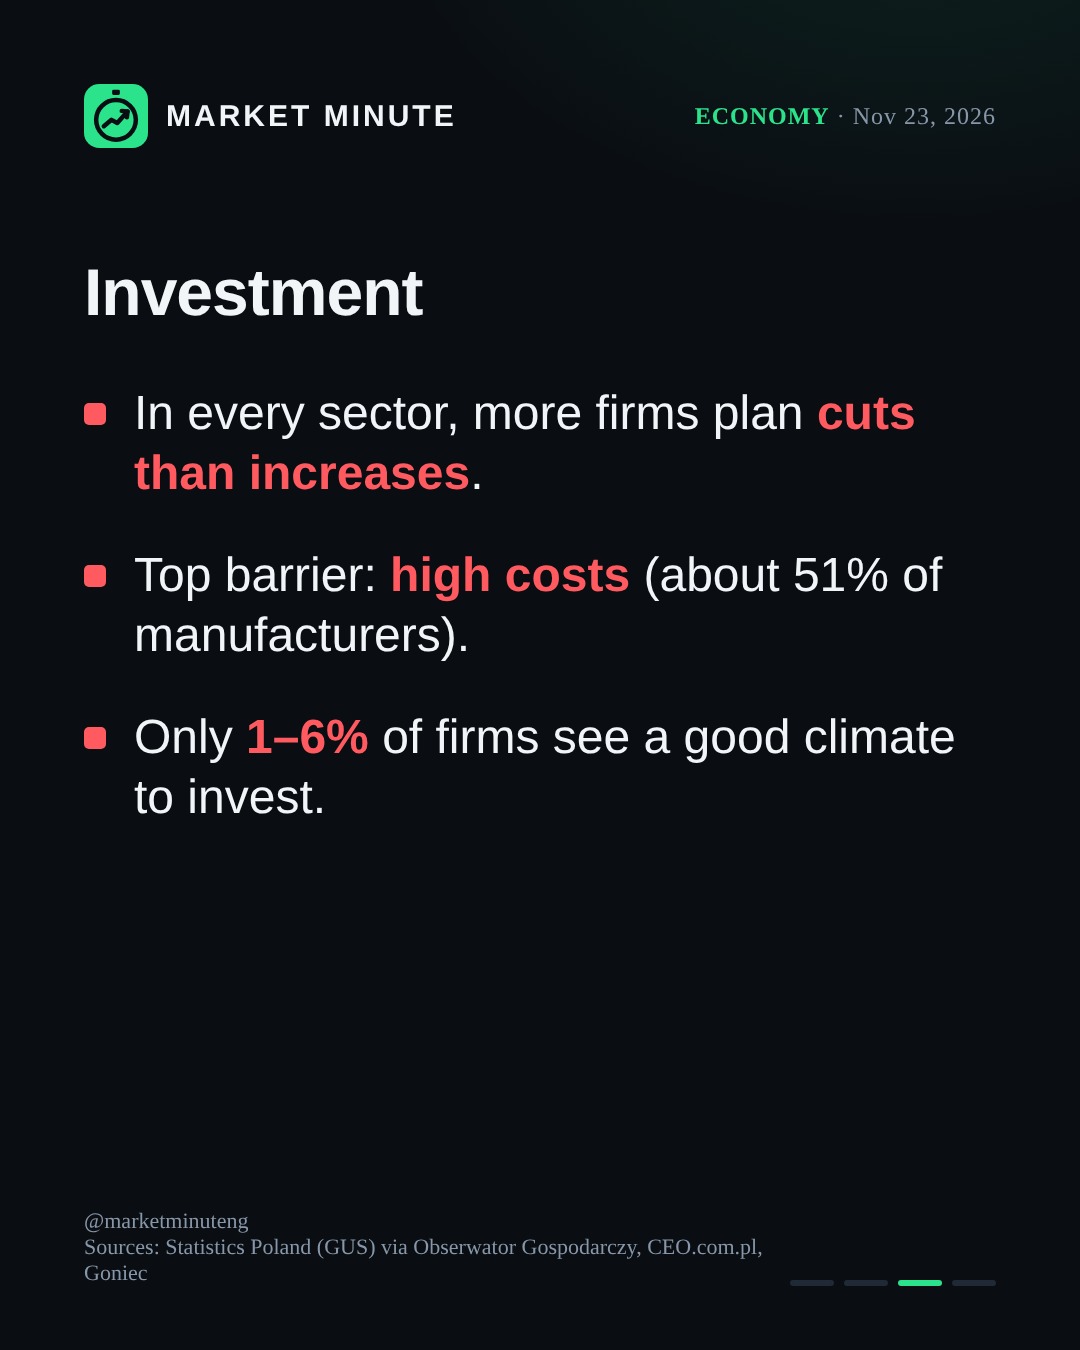 MARKET MINUTE
ECONOMY · Nov 23, 2026
Investment
In every sector, more firms plan cuts
than increases.
Top barrier: high costs (about 51% of
manufacturers).
Only 1–6% of firms see a good climate
to invest.
@marketminuteng
Sources: Statistics Poland (GUS) via Obserwator Gospodarczy, CEO.com.pl,
Goniec